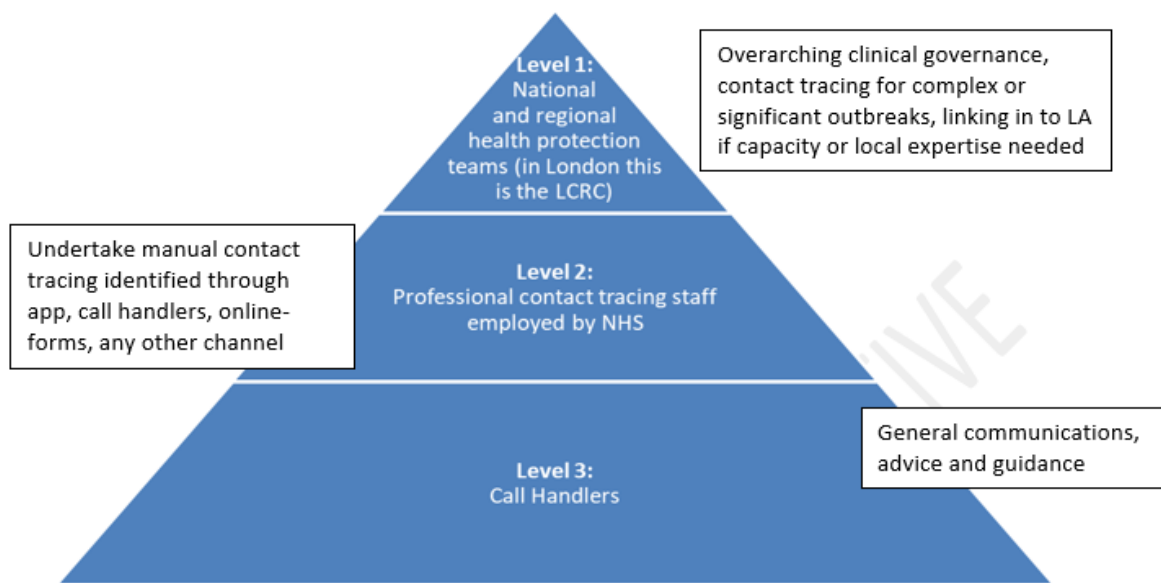 Level 1:
National
and regional
health protection
teams (in London this
is the LCRC)
Overarching clinical governance,
contact tracing for complex or
significant outbreaks, linking in to LA
if capacity or local expertise needed
Undertake manual contact
tracing identified through
app, call handlers, online-
forms, any other channel
Level 2:
Professional contact tracing staff
employed by NHS
Level 3:
Call Handlers
General communications,
advice and guidance